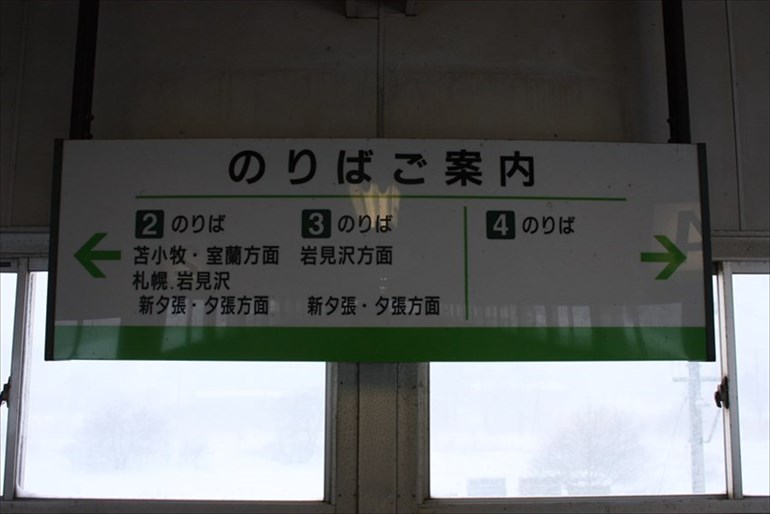 のりばご案内
2 のりば
苫小牧・室蘭方面
札幌.岩見沢
新夕張・夕張方面
3 のりば
岩見沢方面
新夕張・夕張方面
4 のりば